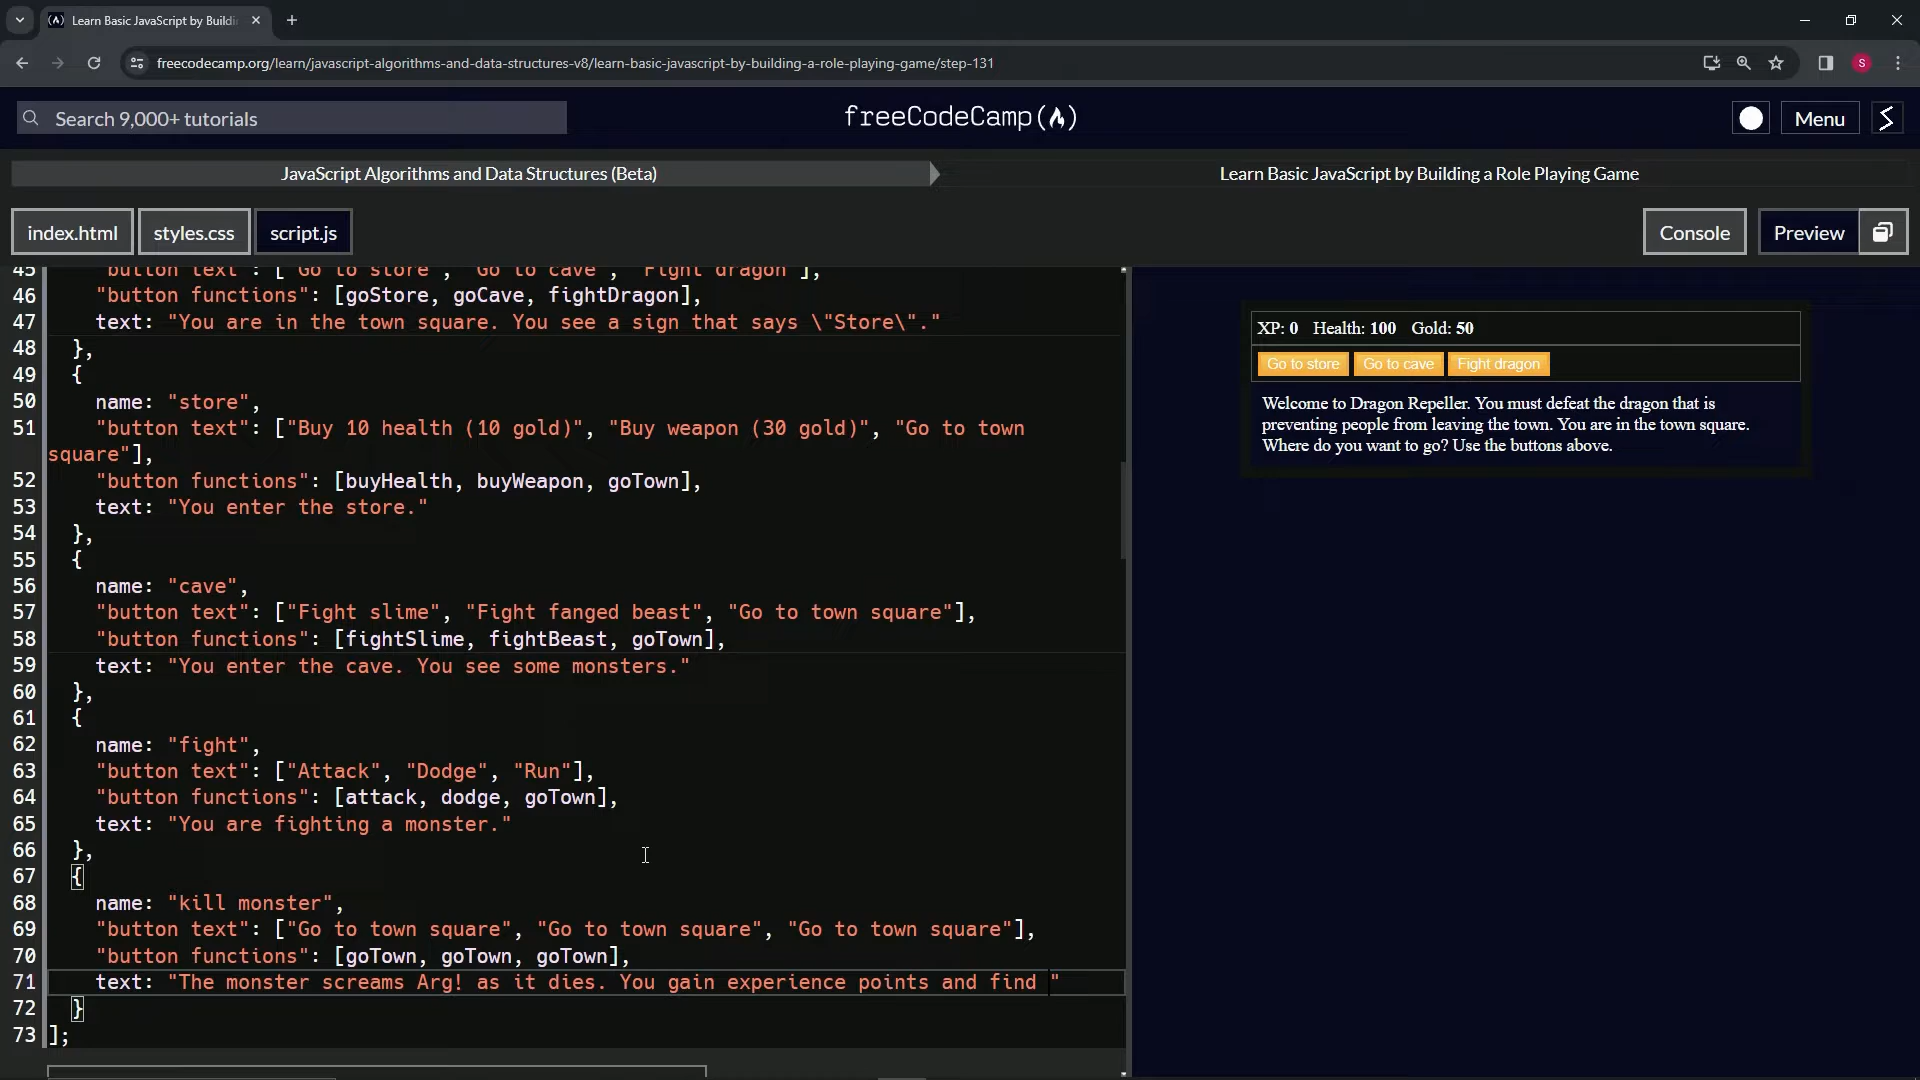 Learn Basic JavaScript by Buildi
freecodecamp.org/learn/javascript-algorithms-and-data-structures-v8/learn-basic-javascript-by-building-a-role-playing-game/step-131
S
Search 9,000+ tutorials
freeCodeCamp
Menu
JavaScript Algorithms and Data Structures (Beta)
Learn Basic JavaScript by Building a Role Playing Game
index.html
styles.css
script.js
Console
Preview
45 "button text": ["Go to store", "Go to cave", "Fight dragon"],
46 "button functions": [goStore, goCave, fightDragon],
47 text: "You are in the town square. You see a sign that says \"Store\"."
48 },
49 {
50 name: "store",
51 "button text": ["Buy 10 health (10 gold)", "Buy weapon (30 gold)", "Go to town
square"],
52 "button functions": [buyHealth, buyWeapon, goTown],
53 text: "You enter the store."
54 },
55 {
56 name: "cave",
57 "button text": ["Fight slime", "Fight fanged beast", "Go to town square"],
58 "button functions": [fightSlime, fightBeast, goTown],
59 text: "You enter the cave. You see some monsters."
60 },
61 {
62 name: "fight",
63 "button text": ["Attack", "Dodge", "Run"],
64 "button functions": [attack, dodge, goTown],
65 text: "You are fighting a monster."
66 },
67 {
68 name: "kill monster",
69 "button text": ["Go to town square", "Go to town square", "Go to town square"],
70 "button functions": [goTown, goTown, goTown],
71 text: "The monster screams Arg! as it dies. You gain experience points and find "
72 }
73 ];
XP: 0 Health: 100 Gold: 50
Go to store
Go to cave
Fight dragon
Welcome to Dragon Repeller. You must defeat the dragon that is
preventing people from leaving the town. You are in the town square.
Where do you want to go? Use the buttons above.